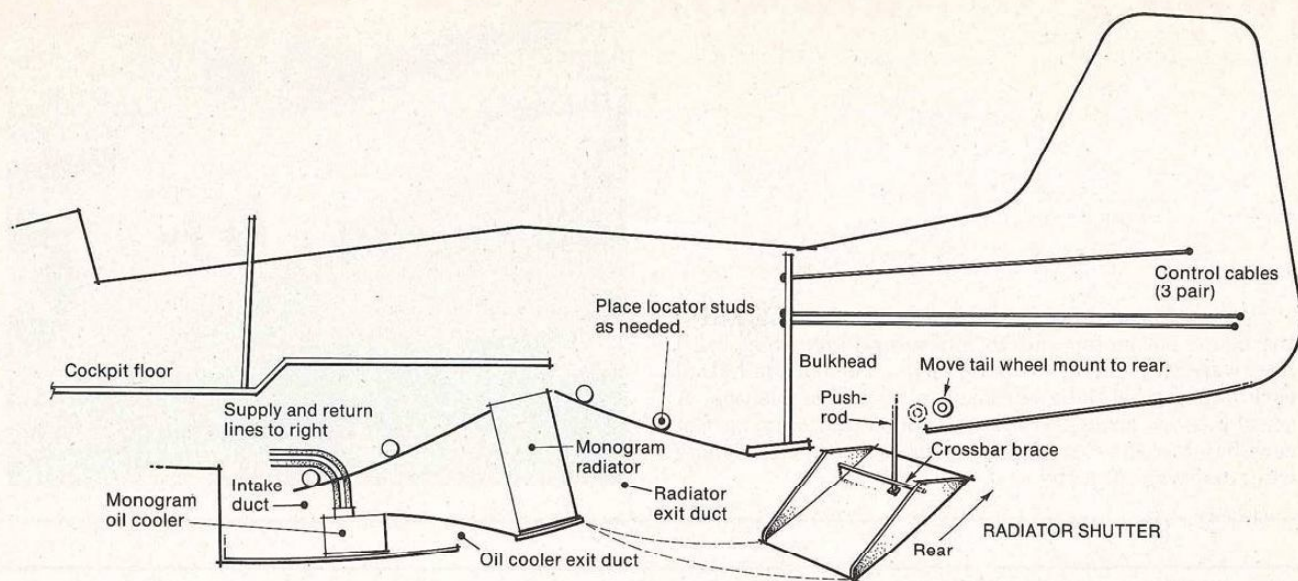 Control cables
(3 pair)
Place locator studs
as needed.
Bulkhead
Cockpit floor
Move tail wheel mount to rear.
Push-
rod
Supply and return
lines to right
Crossbar brace
Monogram
radiator
Intake
duct
Radiator
exit duct
Monogram
oil cooler
RADIATOR SHUTTER
Rear
Oil cooler exit duct